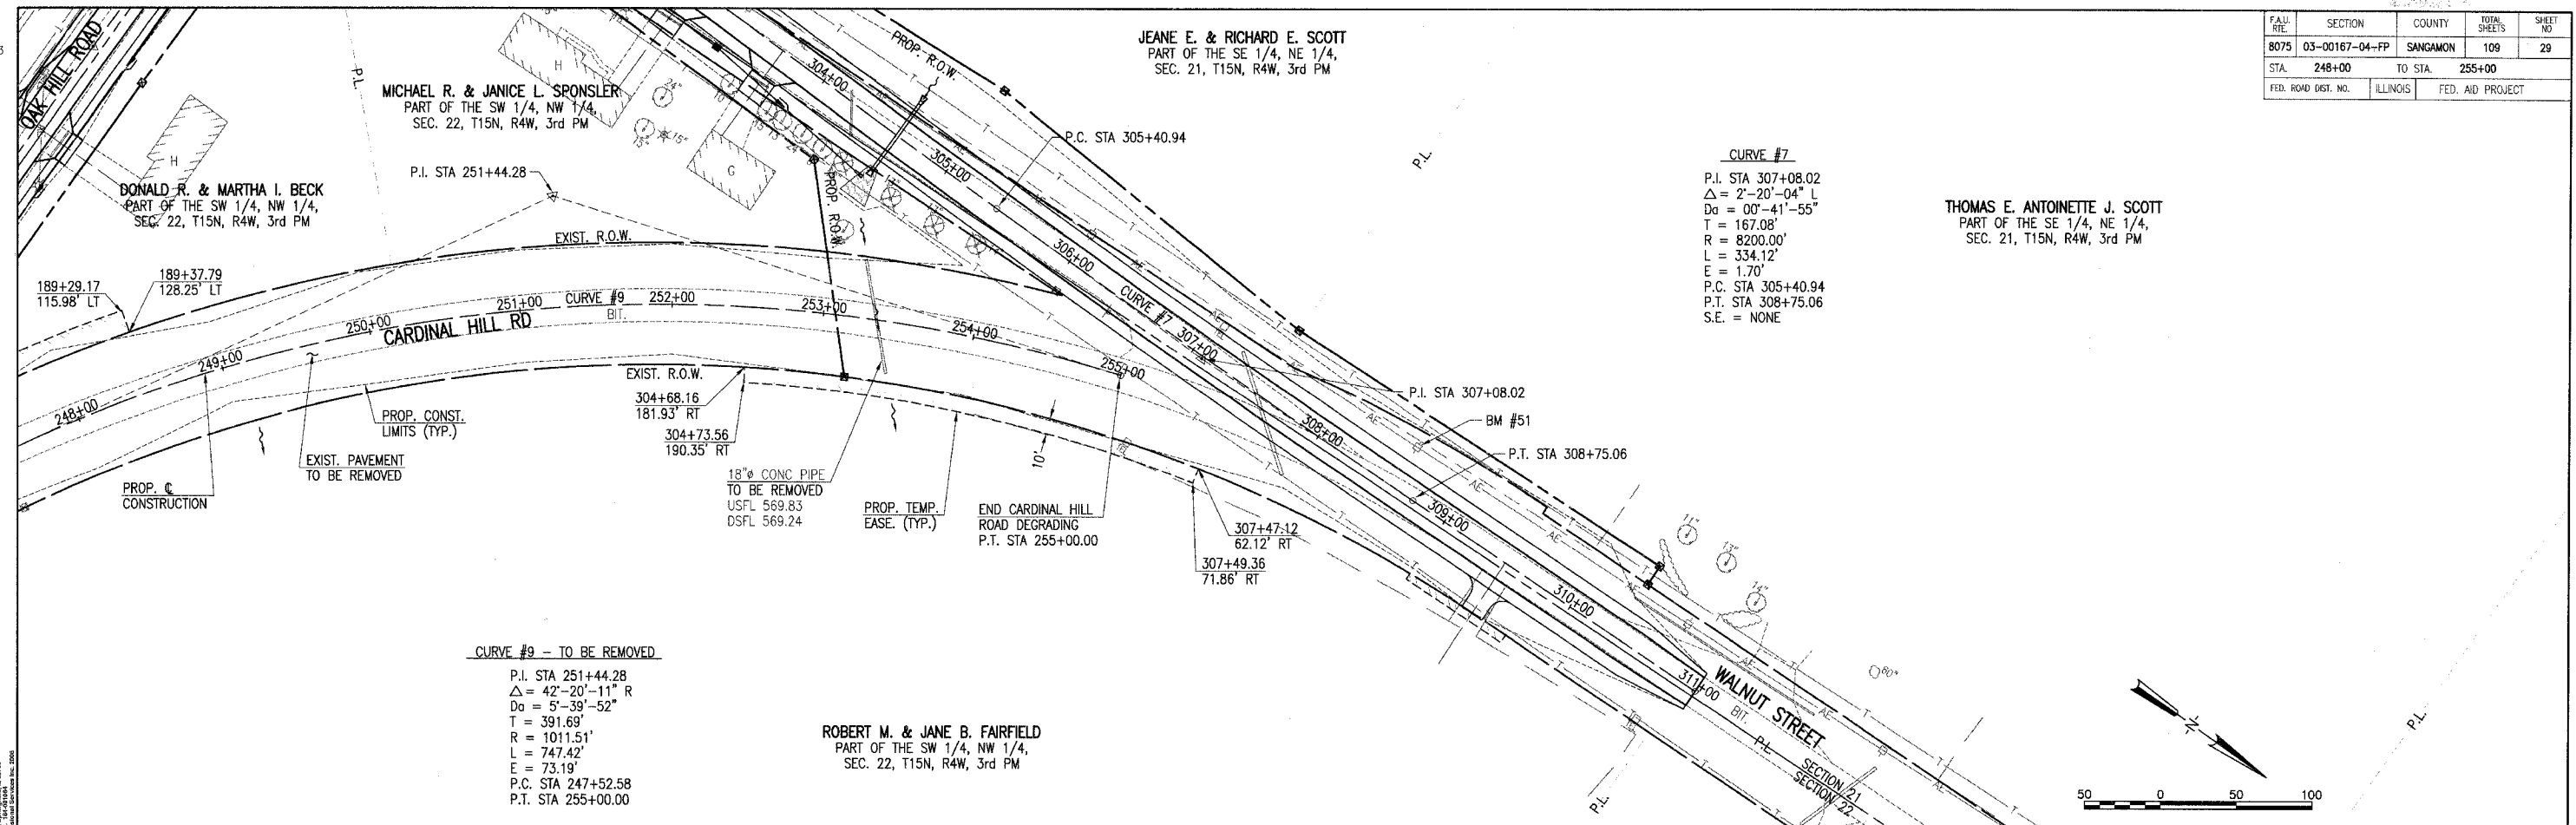 F.A.U. RTE. SECTION COUNTY TOTAL SHEETS SHEET NO
8075 03-00167-04-FP SANGAMON 109 29
STA. 248+00 TO STA. 255+00
FED. ROAD DIST. NO. ILLINOIS FED. AID PROJECT
OAK HILL ROAD
P.L.
H
MICHAEL R. & JANICE L. SPONSLER
PART OF THE SW 1/4, NW 1/4,
SEC. 22, T15N, R4W, 3rd PM
H
DONALD R. & MARTHA I. BECK
PART OF THE SW 1/4, NW 1/4,
SEC. 22, T15N, R4W, 3rd PM
P.I. STA 251+44.28
24"
15"
15"
G
PROP. R.O.W.
304+00
PROP. R.O.W.
JEANE E. & RICHARD E. SCOTT
PART OF THE SE 1/4, NE 1/4,
SEC. 21, T15N, R4W, 3rd PM
P.C. STA 305+40.94
P.L.
305+00
306+00
CURVE #7
307+00
CURVE #7
P.I. STA 307+08.02
Δ = 2°-20'-04" L
Da = 00°-41'-55"
T = 167.08'
R = 8200.00'
L = 334.12'
E = 1.70'
P.C. STA 305+40.94
P.T. STA 308+75.06
S.E. = NONE
THOMAS E. ANTOINETTE J. SCOTT
PART OF THE SE 1/4, NE 1/4,
SEC. 21, T15N, R4W, 3rd PM
189+29.17
115.98' LT
189+37.79
128.25' LT
EXIST. R.O.W.
248+00
249+00
250+00
251+00
CURVE #9
BIT.
252+00
253+00
254+00
255+00
CARDINAL HILL RD
EXIST. R.O.W.
304+68.16
181.93' RT
304+73.56
190.35' RT
PROP. CONST.
LIMITS (TYP.)
EXIST. PAVEMENT
TO BE REMOVED
PROP. ℄
CONSTRUCTION
18"ø CONC PIPE
TO BE REMOVED
USFL 569.83
DSFL 569.24
PROP. TEMP.
EASE. (TYP.)
10'
END CARDINAL HILL
ROAD DEGRADING
P.T. STA 255+00.00
307+47.12
62.12' RT
307+49.36
71.86' RT
P.I. STA 307+08.02
BM #51
P.T. STA 308+75.06
308+00
309+00
310+00
311+00
11"
13"
14"
60"
WALNUT STREET
BIT.
P.L.
SECTION 21
SECTION 22
P.L.
P.L.
CURVE #9 - TO BE REMOVED
P.I. STA 251+44.28
Δ = 42°-20'-11" R
Da = 5°-39'-52"
T = 391.69'
R = 1011.51'
L = 747.42'
E = 73.19'
P.C. STA 247+52.58
P.T. STA 255+00.00
ROBERT M. & JANE B. FAIRFIELD
PART OF THE SW 1/4, NW 1/4,
SEC. 22, T15N, R4W, 3rd PM
N
50 0 50 100